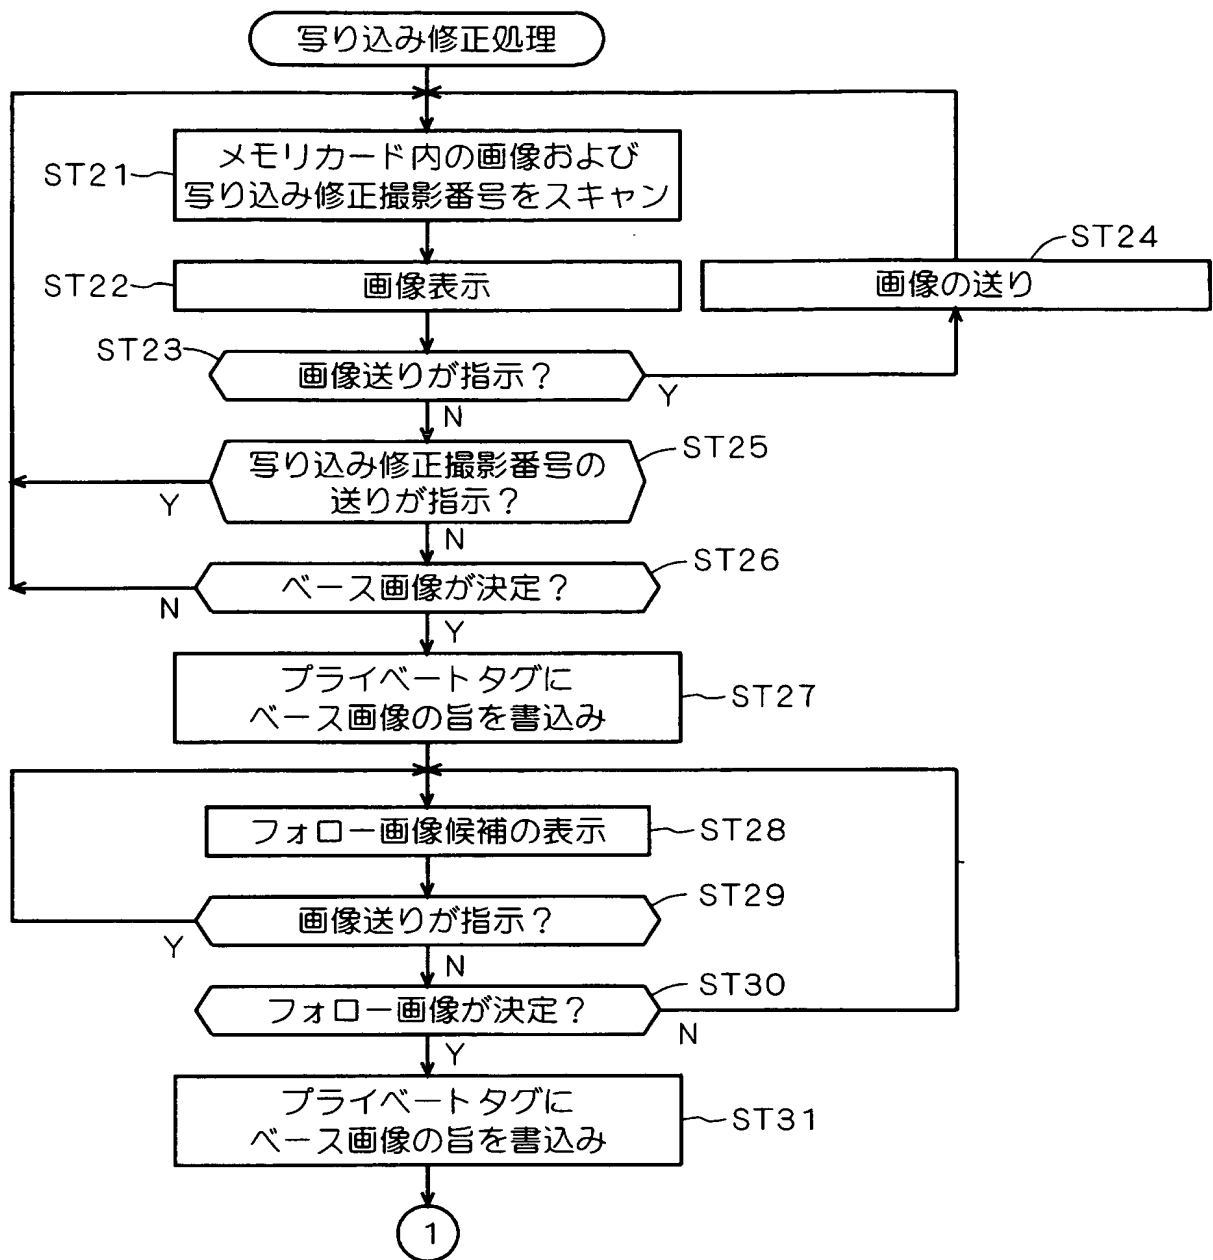 写り込み修正処理
ST21
メモリカード内の画像および
写り込み修正撮影番号をスキャン
ST22
画像表示
ST24
画像の送り
ST23
画像送りが指示?
Y
N
ST25
写り込み修正撮影番号の
送りが指示?
Y
N
ST26
ベース画像が決定?
N
Y
プライベートタグに
ベース画像の旨を書込み
ST27
フォロー画像候補の表示
ST28
画像送りが指示?
ST29
Y
N
フォロー画像が決定?
ST30
N
Y
プライベートタグに
ベース画像の旨を書込み
ST31
1